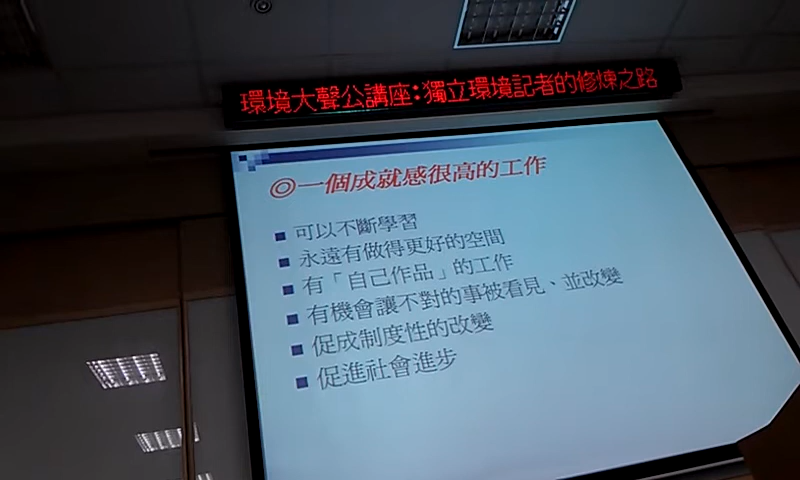 環境大聲公講座:獨立環境記者的修煉之路
◎一個成就感很高的工作
■ 可以不斷學習
■ 永遠有做得更好的空間
■ 有「自己作品」的工作
■ 有機會讓不對的事被看見、並改變
■ 促成制度性的改變
■ 促進社會進步